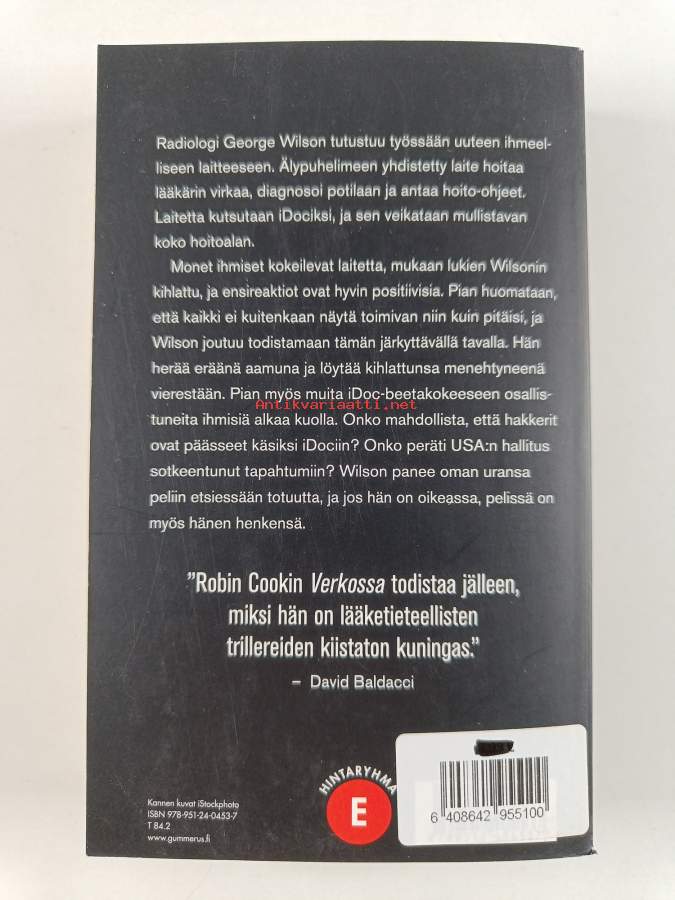 Radiologi George Wilson tutustuu työssään uuteen ihmeel-
liseen laitteeseen. Älypuhelimeen yhdistetty laite hoitaa
lääkärin virkaa, diagnosoi potilaan ja antaa hoito-ohjeet.
Laitetta kutsutaan iDociksi, ja sen veikataan mullistavan
koko hoitoalan.
Monet ihmiset kokeilevat laitetta, mukaan lukien Wilsonin
kihlattu, ja ensireaktiot ovat hyvin positiivisia. Pian huomataan,
että kaikki ei kuitenkaan näytä toimivan niin kuin pitäisi, ja
Wilson joutuu todistamaan tämän järkyttävällä tavalla. Hän
herää eräänä aamuna ja löytää kihlattunsa menehtyneenä
vierestään. Pian myös muita iDoc-beetakokeeseen osallis-
Antikvariaatti.net
tuneita ihmisiä alkaa kuolla. Onko mahdollista, että hakkerit
ovat päässeet käsiksi iDociin? Onko peräti USA:n hallitus
sotkeentunut tapahtumiin? Wilson panee oman uransa
peliin etsiessään totuutta, ja jos hän on oikeassa, pelissä on
myös hänen henkensä.
”Robin Cookin Verkossa todistaa jälleen,
miksi hän on lääketieteellisten
trillereiden kiistaton kuningas.”
– David Baldacci
Kannen kuvat iStockphoto
ISBN 978-951-24-0453-7
T 84.2
www.gummerus.fi
HINTARYHMÄ
E
6 408642 955100